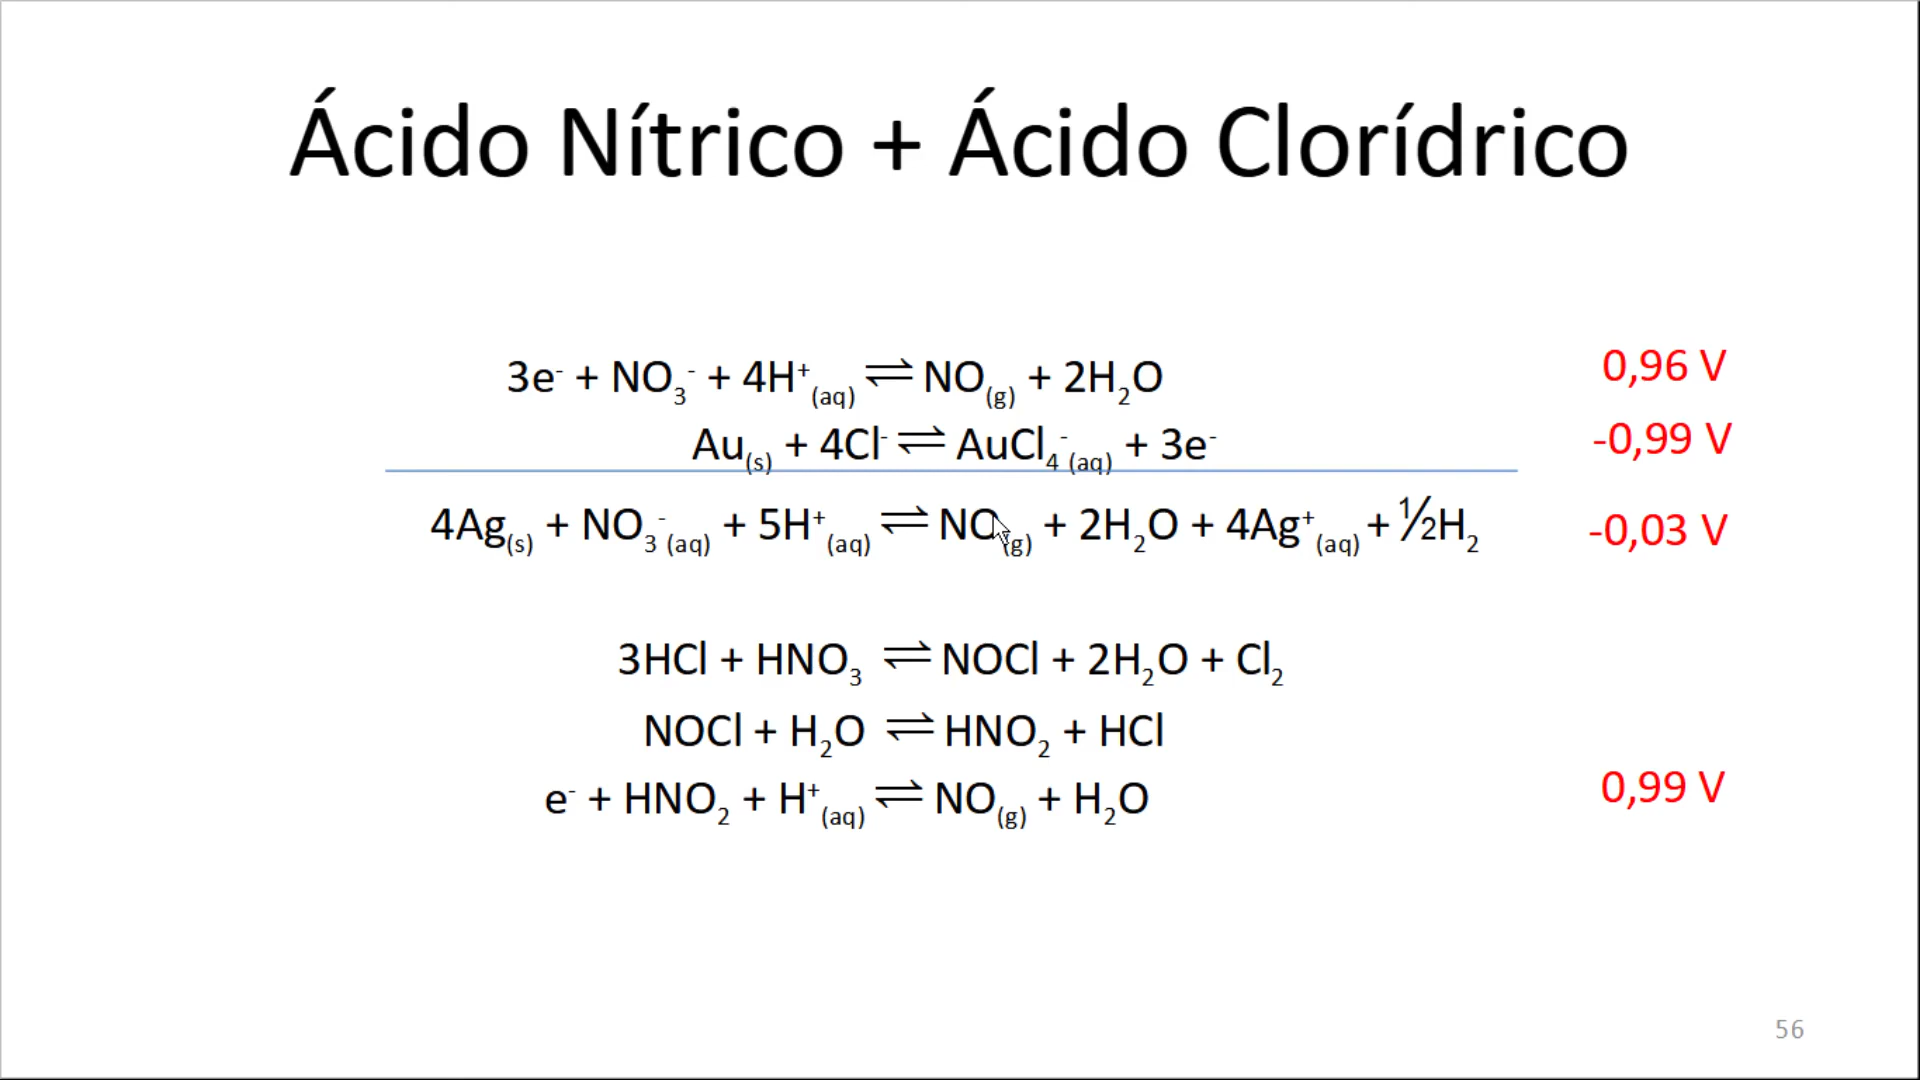 Ácido Nítrico + Ácido Clorídrico
3e⁻ + NO₃⁻ + 4H⁺(aq) ⇌ NO(g) + 2H₂O 0,96 V
Au(s) + 4Cl⁻ ⇌ AuCl₄⁻(aq) + 3e⁻ -0,99 V
4Ag(s) + NO₃⁻(aq) + 5H⁺(aq) ⇌ NO(g) + 2H₂O + 4Ag⁺(aq) + ½H₂ -0,03 V
3HCl + HNO₃ ⇌ NOCl + 2H₂O + Cl₂
NOCl + H₂O ⇌ HNO₂ + HCl
e⁻ + HNO₂ + H⁺(aq) ⇌ NO(g) + H₂O 0,99 V
56